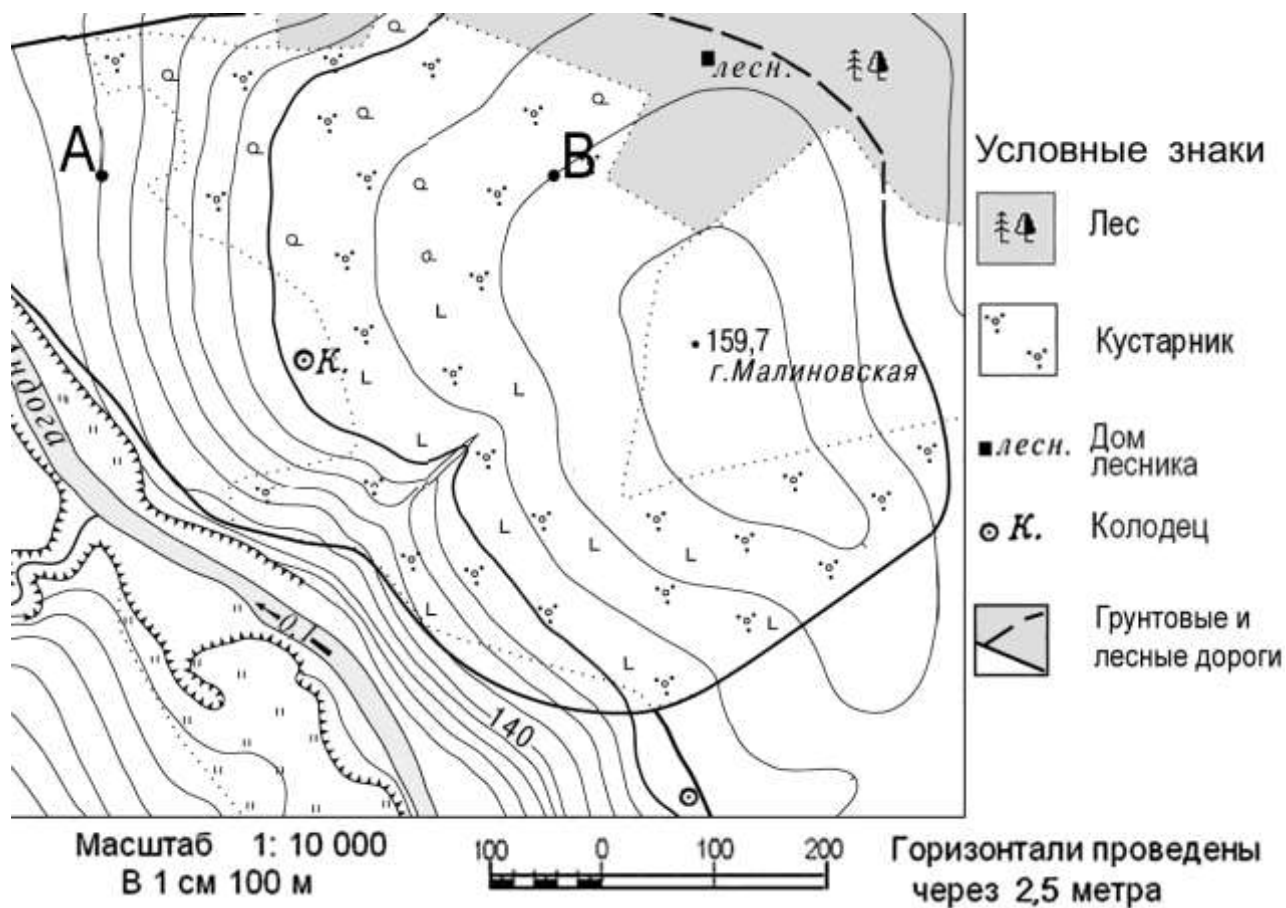 лесн.
А
В
159,7
г.Малиновская
К.
андога
0,1
140
Условные знаки
Лес
Кустарник
лесн. Дом
лесника
К. Колодец
Грунтовые и
лесные дороги
Масштаб 1: 10 000
В 1 см 100 м
100 0 100 200
Горизонтали проведены
через 2,5 метра